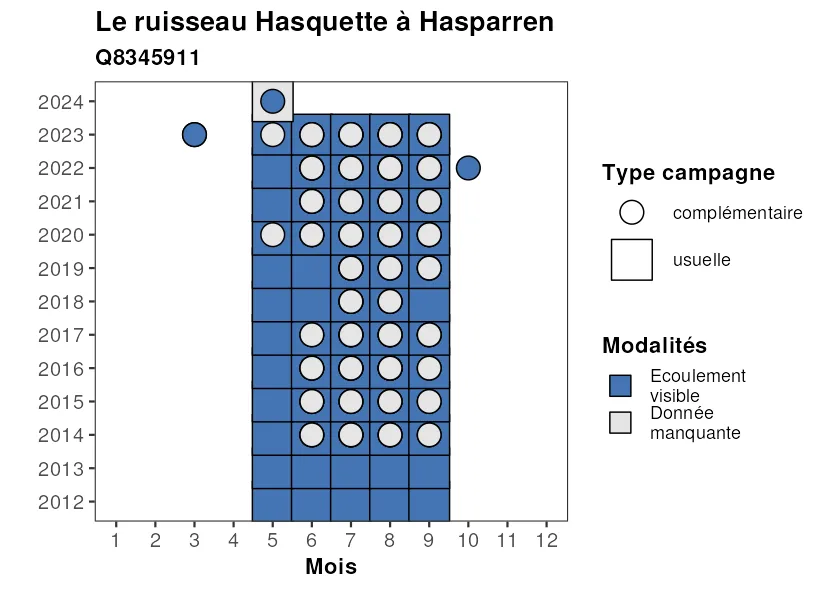 Le ruisseau Hasquette à Hasparren
Q8345911
2024
2023
2022
2021
2020
2019
2018
2017
2016
2015
2014
2013
2012
1 2 3 4 5 6 7 8 9 10 11 12
Mois
Type campagne
complémentaire
usuelle
Modalités
Ecoulement
visible
Donnée
manquante